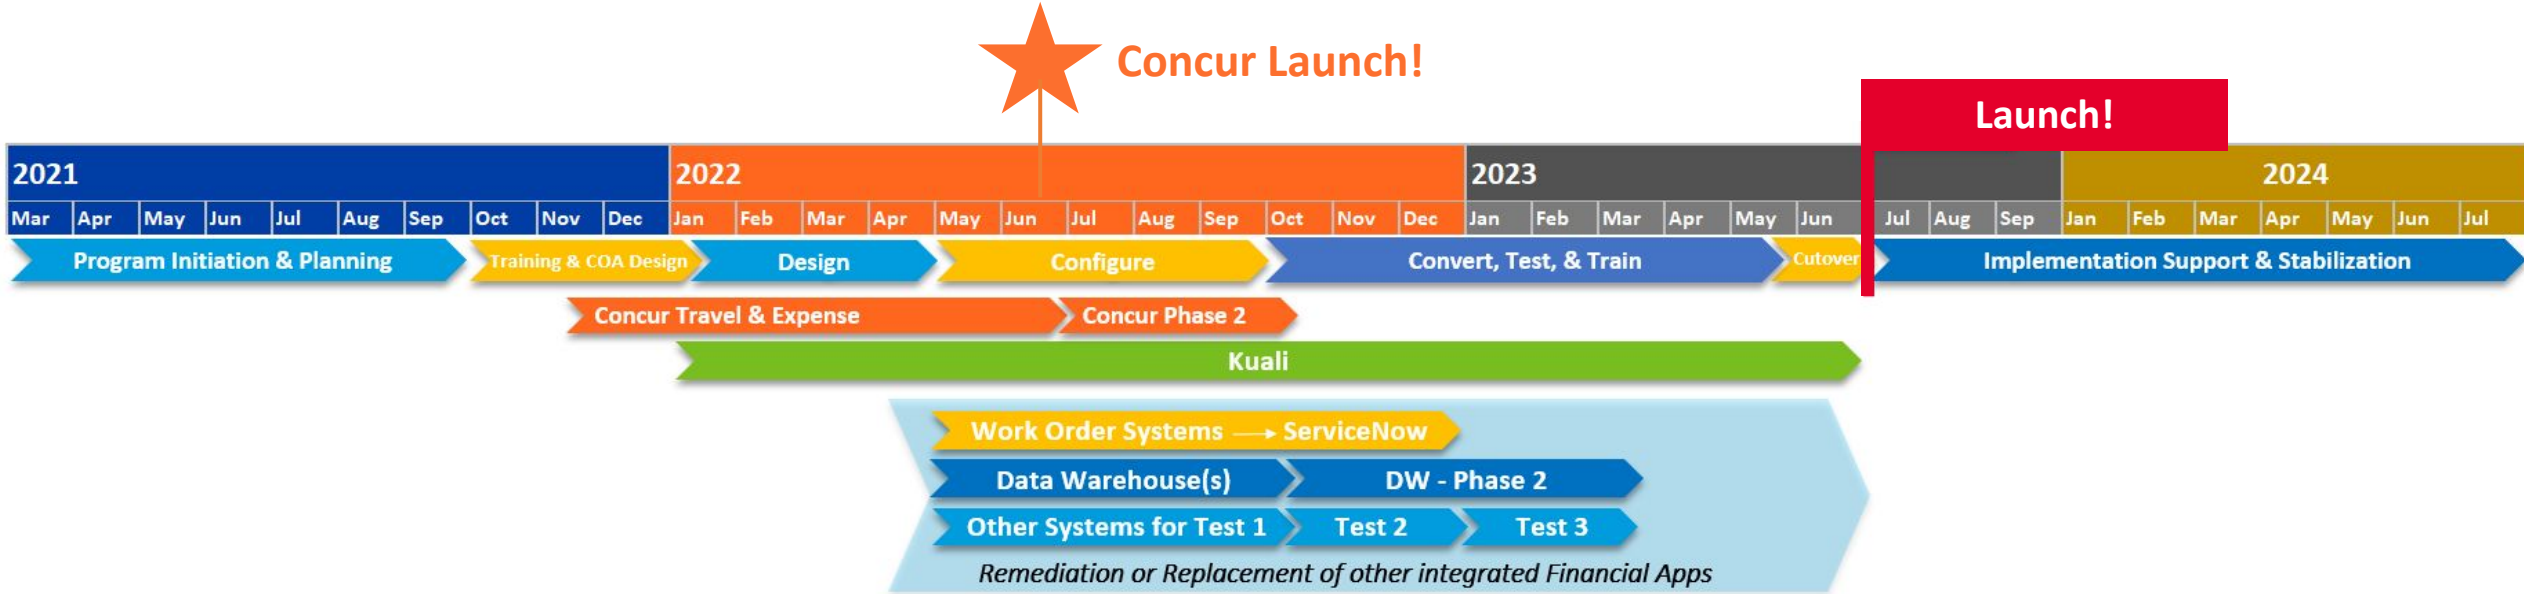 Concur Launch!
Launch!
2021 2022 2023 2024
Mar Apr May Jun Jul Aug Sep Oct Nov Dec Jan Feb Mar Apr May Jun Jul Aug Sep Oct Nov Dec Jan Feb Mar Apr May Jun Jul Aug Sep Jan Feb Mar Apr May Jun Jul
Program Initiation & Planning Training & COA Design Design Configure Convert, Test, & Train Cutover Implementation Support & Stabilization
Concur Travel & Expense Concur Phase 2
Kuali
Work Order Systems → ServiceNow
Data Warehouse(s) DW - Phase 2
Other Systems for Test 1 Test 2 Test 3
Remediation or Replacement of other integrated Financial Apps